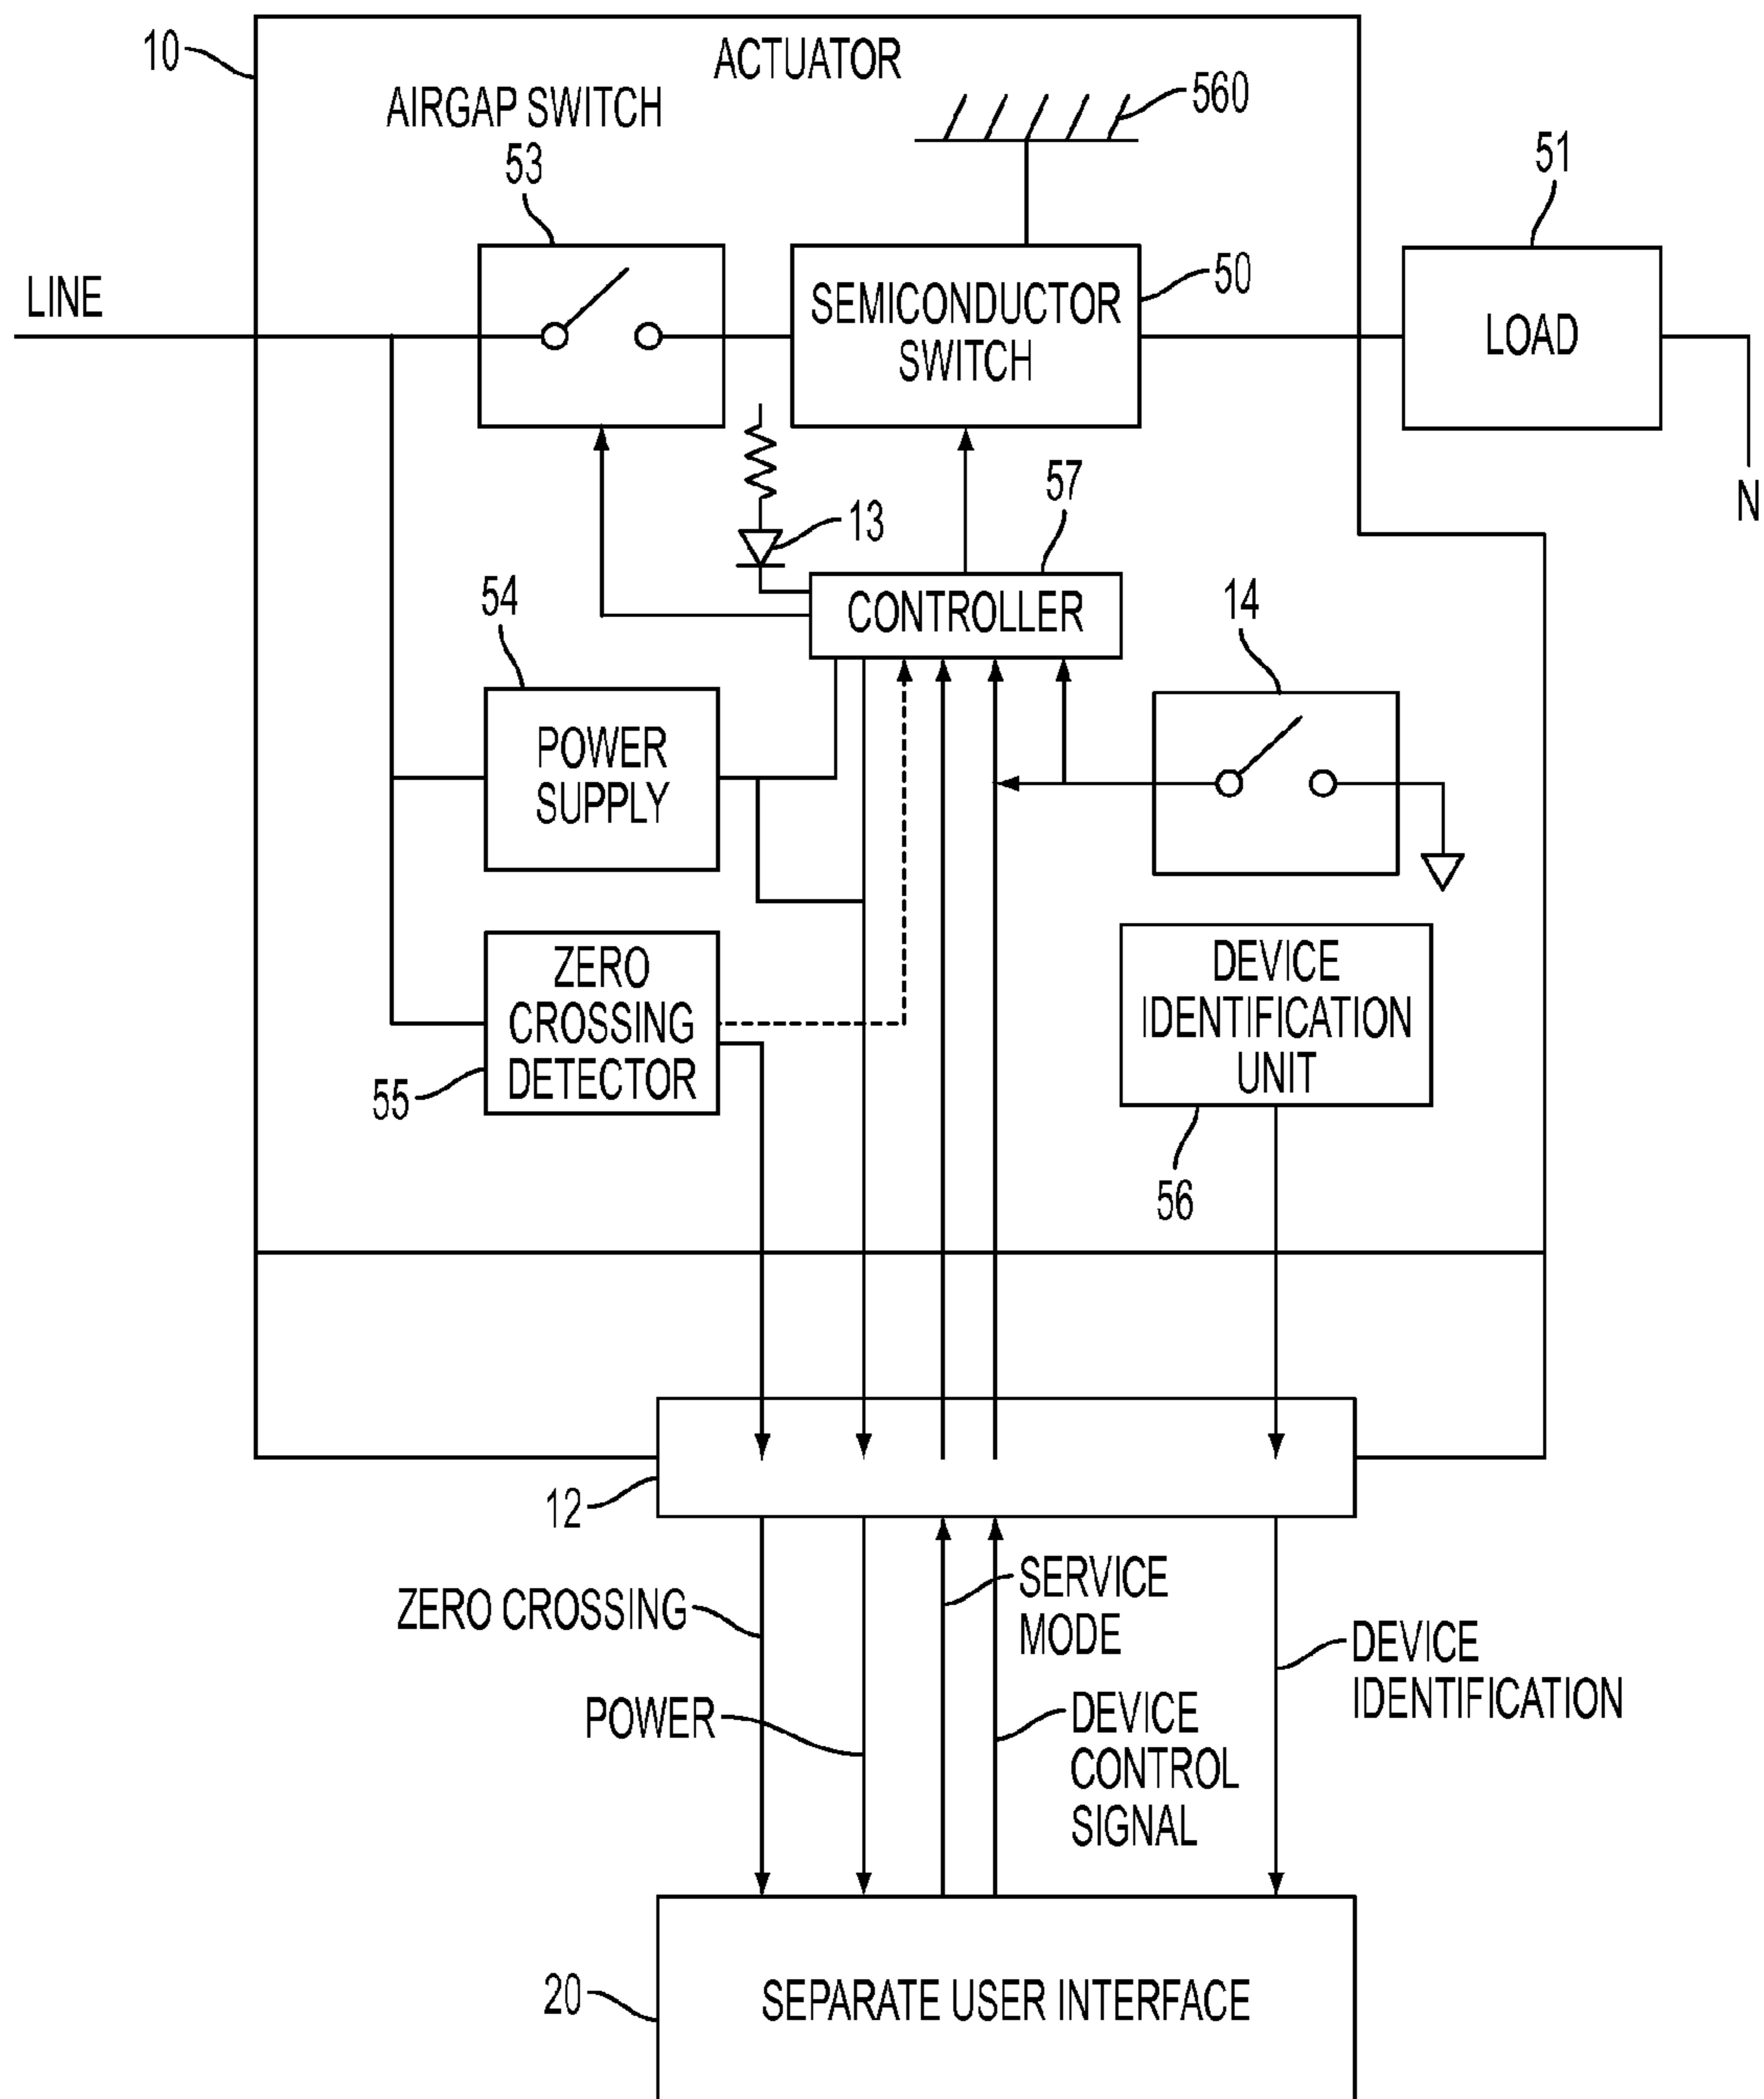 10
ACTUATOR
560
AIRGAP SWITCH
53
51
LINE
50
SEMICONDUCTOR
SWITCH
LOAD
N
13
57
54
CONTROLLER
14
POWER
SUPPLY
ZERO
CROSSING
DETECTOR
55
DEVICE
IDENTIFICATION
UNIT
56
12
ZERO CROSSING
SERVICE
MODE
DEVICE
IDENTIFICATION
POWER
DEVICE
CONTROL
SIGNAL
20
SEPARATE USER INTERFACE